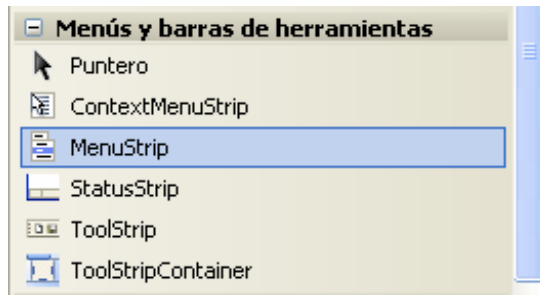 Menús y barras de herramientas
Puntero
ContextMenuStrip
MenuStrip
StatusStrip
ToolStrip
ToolStripContainer